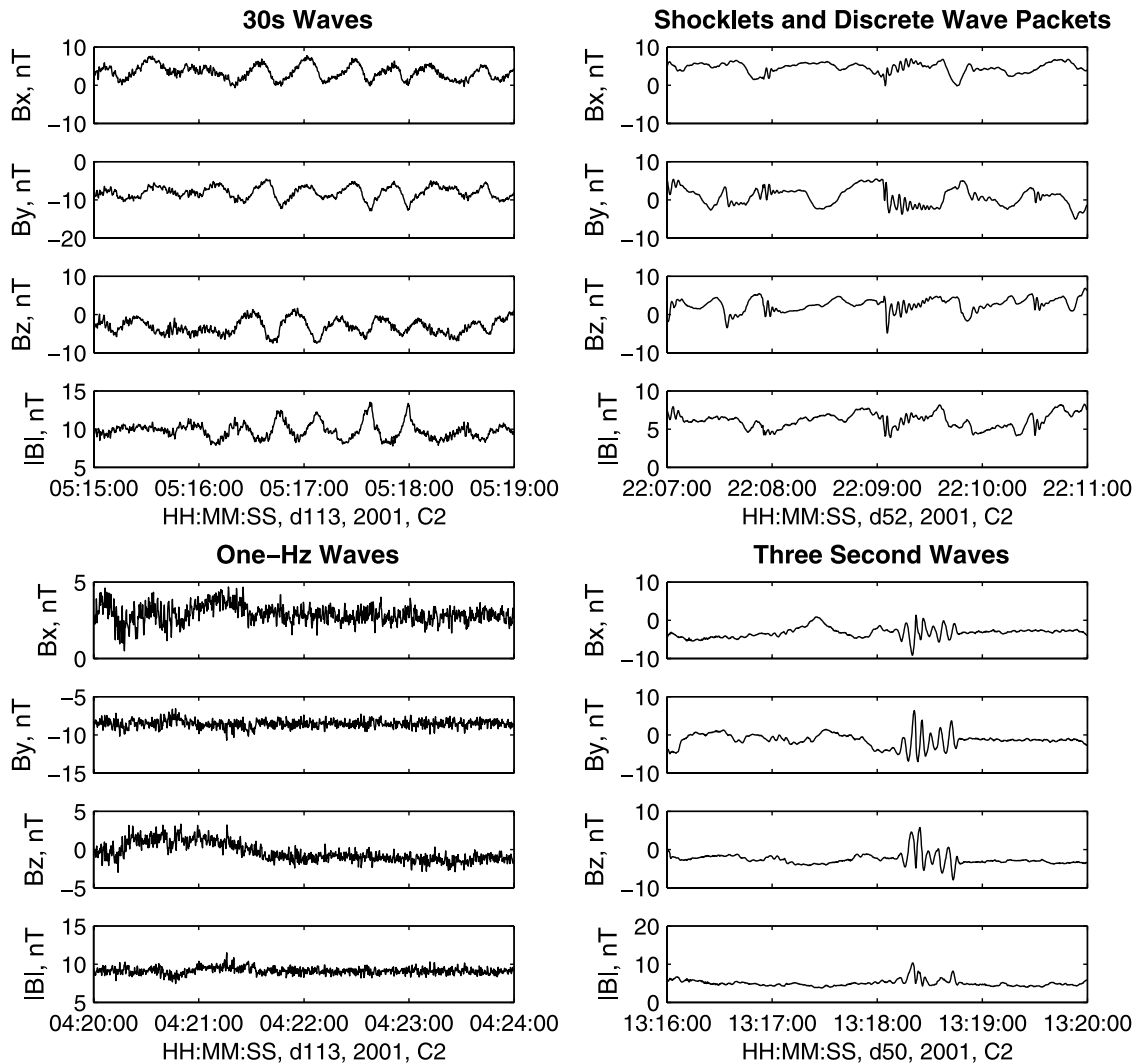 30s Waves
10
0
−10
Bx, nT
0
−10
−20
By, nT
10
0
−10
Bz, nT
15
10
5
|B|, nT
05:15:00 05:16:00 05:17:00 05:18:00 05:19:00
HH:MM:SS, d113, 2001, C2
Shocklets and Discrete Wave Packets
10
0
−10
Bx, nT
10
0
−10
By, nT
10
0
−10
Bz, nT
10
5
0
|B|, nT
22:07:00 22:08:00 22:09:00 22:10:00 22:11:00
HH:MM:SS, d52, 2001, C2
One−Hz Waves
5
0
Bx, nT
−5
−10
−15
By, nT
5
0
−5
Bz, nT
15
10
5
|B|, nT
04:20:00 04:21:00 04:22:00 04:23:00 04:24:00
HH:MM:SS, d113, 2001, C2
Three Second Waves
10
0
−10
Bx, nT
10
0
−10
By, nT
10
0
−10
Bz, nT
20
10
0
|B|, nT
13:16:00 13:17:00 13:18:00 13:19:00 13:20:00
HH:MM:SS, d50, 2001, C2